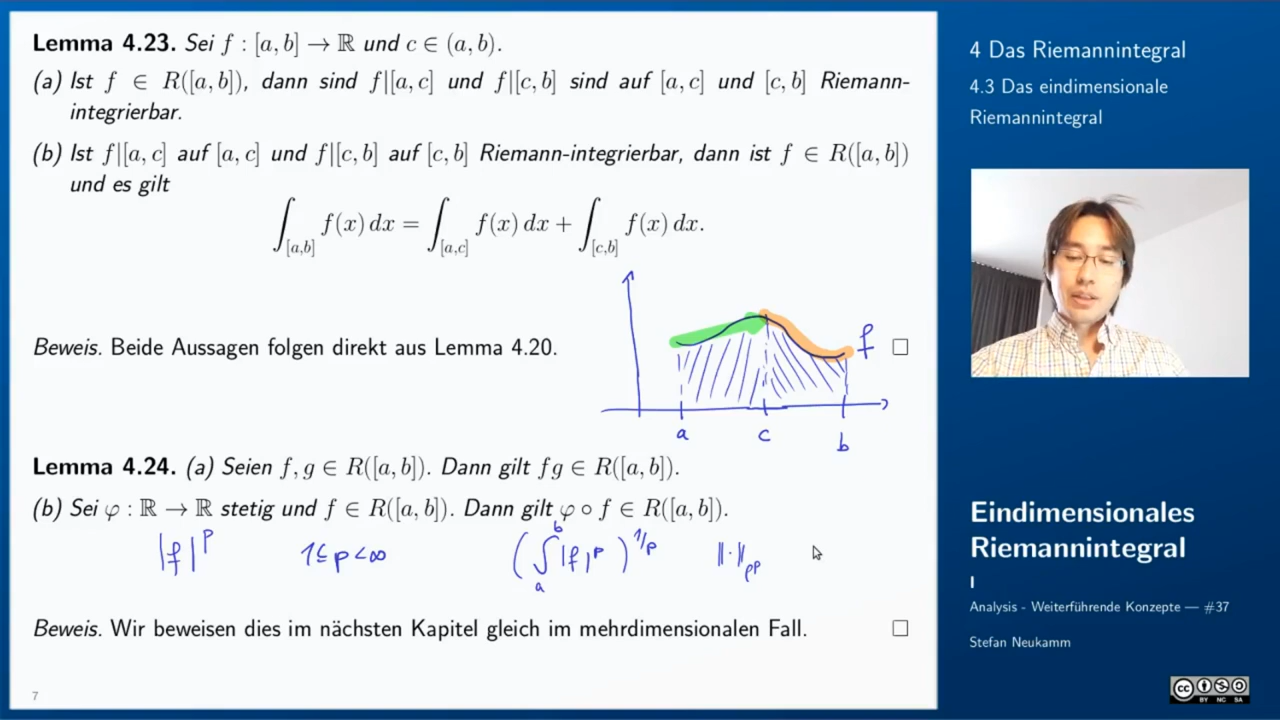 Lemma 4.23. Sei f : [a, b] → ℝ und c ∈ (a, b).
(a) Ist f ∈ R([a, b]), dann sind f|[a, c] und f|[c, b] sind auf [a, c] und [c, b] Riemann-
integrierbar.
(b) Ist f|[a, c] auf [a, c] und f|[c, b] auf [c, b] Riemann-integrierbar, dann ist f ∈ R([a, b])
und es gilt
∫_[a,b] f(x) dx = ∫_[a,c] f(x) dx + ∫_[c,b] f(x) dx.
f
Beweis. Beide Aussagen folgen direkt aus Lemma 4.20. □
a c b
Lemma 4.24. (a) Seien f, g ∈ R([a, b]). Dann gilt fg ∈ R([a, b]).
(b) Sei φ : ℝ → ℝ stetig und f ∈ R([a, b]). Dann gilt φ ∘ f ∈ R([a, b]).
|f|^p 1≤p<∞ (∫_a^b |f|^p)^1/p ‖·‖
Beweis. Wir beweisen dies im nächsten Kapitel gleich im mehrdimensionalen Fall. □
7
4 Das Riemannintegral
4.3 Das eindimensionale
Riemannintegral
Eindimensionales
Riemannintegral
I
Analysis - Weiterführende Konzepte — #37
Stefan Neukamm
CC BY NC SA